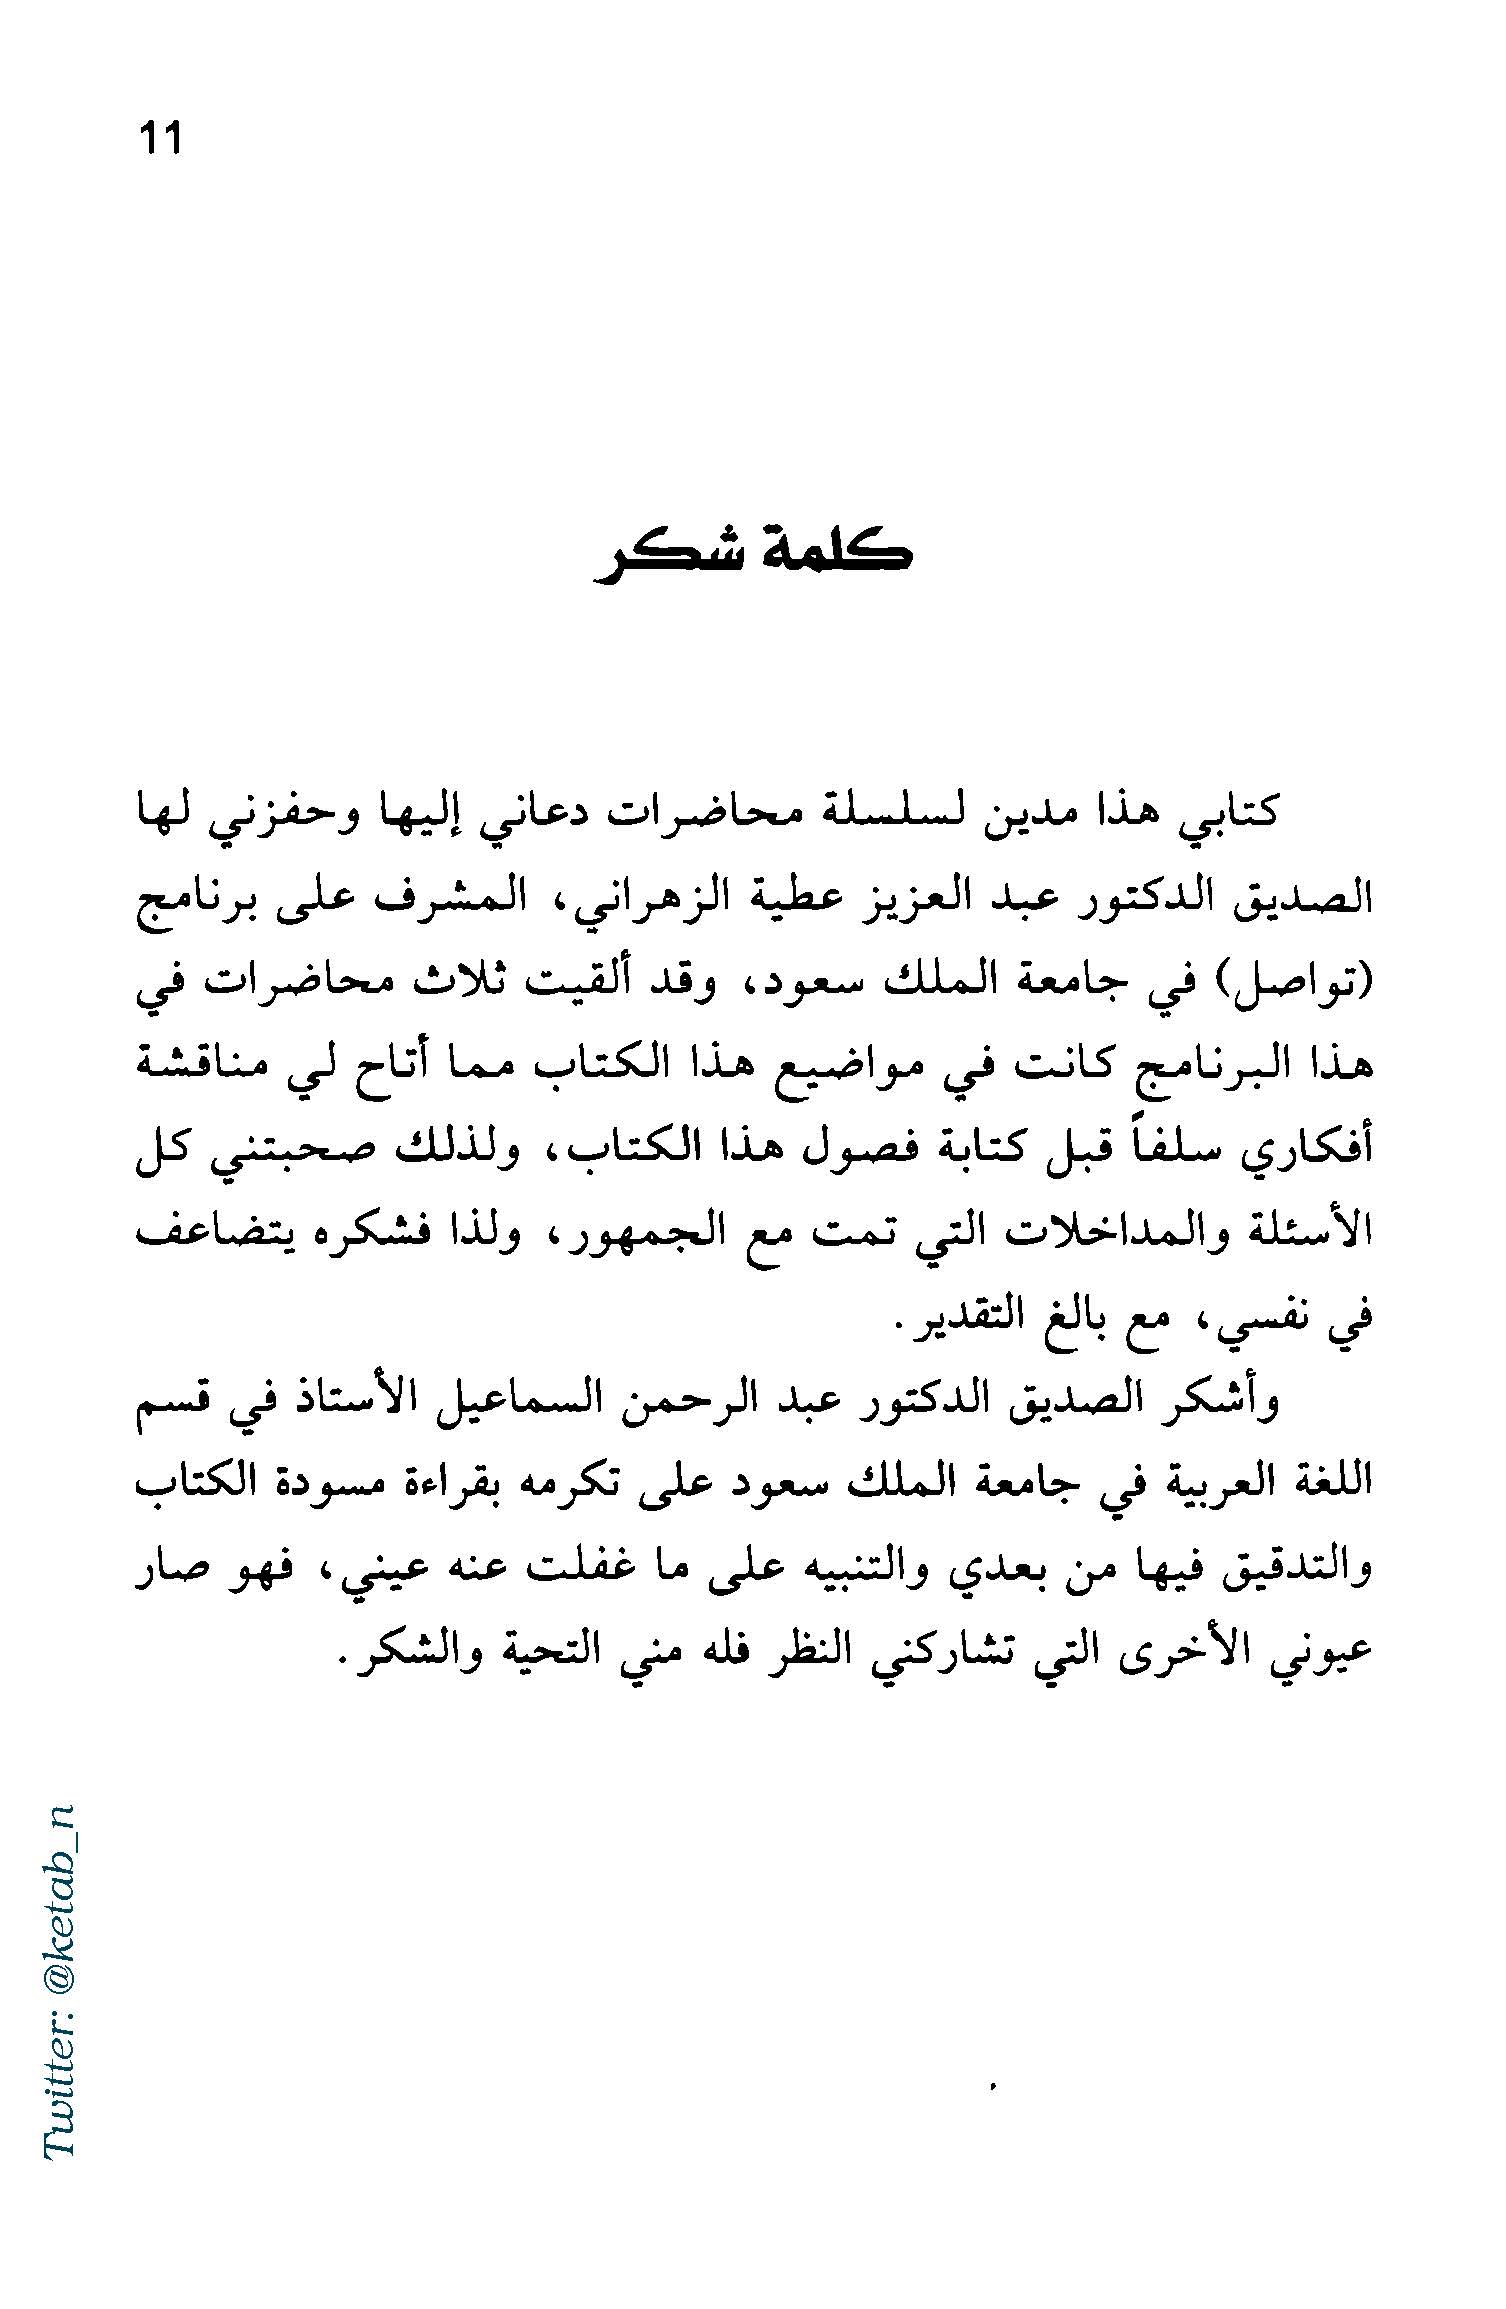 11
كلمة شكر
كتابي هذا مدين لسلسلة محاضرات دعاني إليها وحفزني لها
الصديق الدكتور عبد العزيز عطية الزهراني، المشرف على برنامج
(تواصل) في جامعة الملك سعود، وقد ألقيت ثلاث محاضرات في
هذا البرنامج كانت في مواضيع هذا الكتاب مما أتاح لي مناقشة
أفكاري سلفاً قبل كتابة فصول هذا الكتاب، ولذلك صحبتني كل
الأسئلة والمداخلات التي تمت مع الجمهور، ولذا فشكره يتضاعف
في نفسي، مع بالغ التقدير.
وأشكر الصديق الدكتور عبد الرحمن السماعيل الأستاذ في قسم
اللغة العربية في جامعة الملك سعود على تكرمه بقراءة مسودة الكتاب
والتدقيق فيها من بعدي والتنبيه على ما غفلت عنه عيني، فهو صار
عيوني الأخرى التي تشاركني النظر فله مني التحية والشكر.
Twitter: @ketab_n